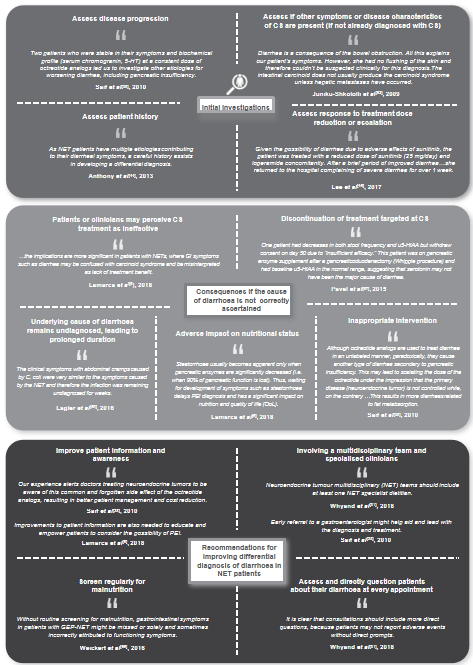 Assess disease progression
Two patients who were stable in their symptoms and biochemical
profile (serum chromogranin, 5-HT) at a constant dose of
octreotide analogs led us to investigate other etiologies for
worsening diarrhea, including pancreatic insufficiency.
Saif et al, 2010
Assess if other symptoms or disease characteristics
of CS are present (if not already diagnosed with CS)
Diarrhea is a consequence of the bowel obstruction. All this explains
our patient's symptoms. However, she had no flushing of the skin and
therefore couldn't be suspected clinically for this diagnosis. The
intestinal carcinoid does not usually produce the carcinoid syndrome
unless hepatic metastases have occurred.
2009
Initial investigations
Assess patient history
As NET patients have multiple etiologies contributing
to their diarrheal symptoms, a careful history assists
in developing a differential diagnosis.
Anthony et al, 2013
Assess response to treatment dose
reduction or escalation
Given the possibility of diarrhea due to adverse effects of sunitinib, the
patient was treated with a reduced dose of sunitinib (25 mg/day) and
loperamide concomitantly. After a brief period of improved diarrhea…she
returned to the hospital complaining of severe diarrhea for over 1 week.
Lee et al, 2017
Patients or clinicians may perceive CS
treatment as ineffective
…the implications are more significant in patients with NETs, where GI symptoms
such as diarrhea may be confused with carcinoid syndrome and be misinterpreted
as lack of treatment benefit.
Lamarca et al, 2018
Discontinuation of treatment targeted at CS
One patient had decreases in both stool frequency and u5-HIAA but withdrew
consent on day 50 due to "insufficient efficacy." This patient was on pancreatic
enzyme supplement after a pancreaticoduodenectomy (Whipple procedure) and
had baseline u5-HIAA in the normal range, suggesting that serotonin may not
have been the major cause of diarrhea.
Pavel et al, 2015
Consequences if the cause
of diarrhoea is not correctly
ascertained
Underlying cause of diarrhoea
remains undiagnosed, leading to
prolonged duration
The clinical symptoms with abdominal cramps caused
by C. coli were very similar to the symptoms caused
by the NET and therefore the infection was remaining
undiagnosed for weeks.
Lagler et al, 2016
Adverse impact on nutritional status
Steatorrhoea usually becomes apparent only when
pancreatic enzymes are significantly decreased (i.e.
when 90% of pancreatic function is lost). Thus, waiting
for development of symptoms such as steatorrhoea
delays PEI diagnosis and has a significant impact on
nutrition and quality of life (QoL).
Lamarca et al, 2018
Inappropriate intervention
Although octreotide analogs are used to treat diarrhea
in an unlabeled manner, paradoxically, they cause
another type of diarrhea secondary to pancreatic
insufficiency. This may lead to escalating the dose of the
octreotide under the impression that the primary
disease (neuroendocrine tumor) is not controlled while,
on the contrary …This results in more diarrhea related
to fat malabsorption.
Saif et al, 2010
Improve patient information and
awareness
Our experience alerts doctors treating neuroendocrine tumors to be
aware of this common and forgotten side effect of the octreotide
analogs, resulting in better patient management and cost reduction.
Saif et al, 2010
Improvements to patient information are also needed to educate and
empower patients to consider the possibility of PEI.
Lamarca et al, 2018
Involving a multidisciplinary team and
specialised clinicians
Neuroendocrine tumour multidisciplinary (NET) teams should include
at least one NET specialist dietitian.
Whyand et al, 2018
Early referral to a gastroenterologist might help aid and lead with
the diagnosis and treatment.
Saif et al, 2010
Recommendations for
improving differential
diagnosis of diarrhoea in
NET patients
Screen regularly for
malnutrition
Without routine screening for malnutrition, gastrointestinal symptoms
in patients with GEP-NET might be missed or solely and sometimes
incorrectly attributed to functioning symptoms.
2016
Assess and directly question patients
about their diarrhoea at every appointment
It is clear that consultations should include more direct
questions, because patients may not report adverse events
without direct prompts.
Whyand et al, 2018